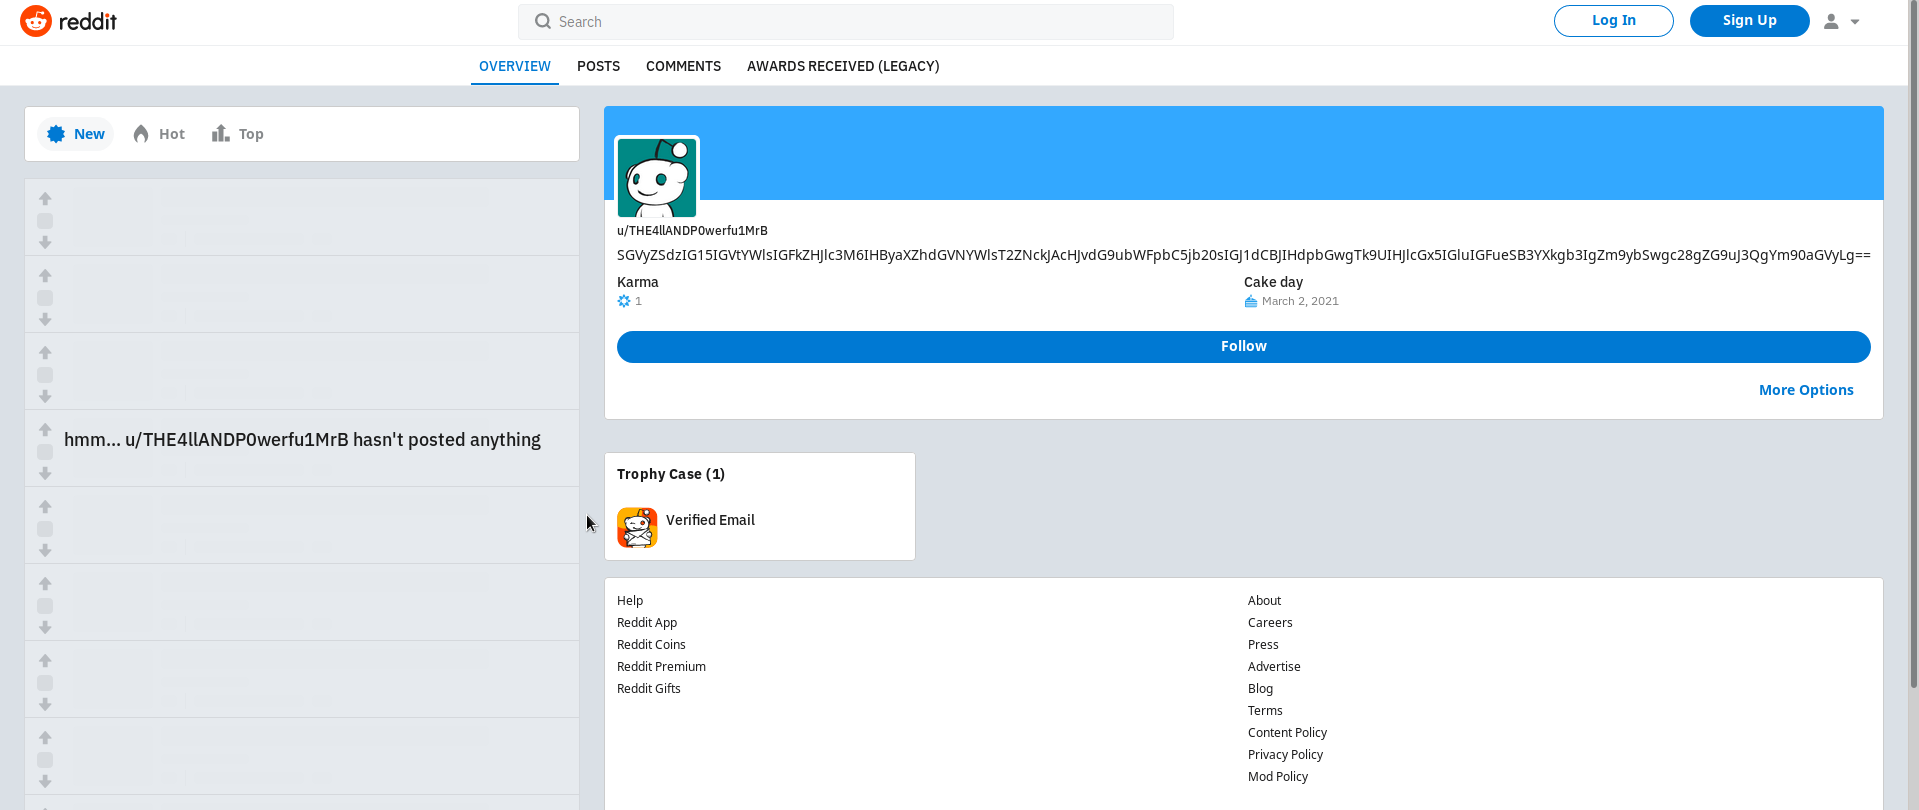 reddit
Search
Log In
Sign Up
OVERVIEW POSTS COMMENTS AWARDS RECEIVED (LEGACY)
New Hot Top
hmm... u/THE4llANDP0werfu1MrB hasn't posted anything
u/THE4llANDP0werfu1MrB
SGVyZSdzIG15IGVtYWlsIGFkZHJlc3M6IHByaXZhdGVNYWlsT2ZNckJAcHJvdG9ubWFpbC5jb20sIGJ1dCBJIHdpbGwgTk9UIHJlcGx5IGluIGFueSB3YXkgb3IgZm9ybSwgc28gZG9uJ3QgYm90aGVyLg==
Karma
1
Cake day
March 2, 2021
Follow
More Options
Trophy Case (1)
Verified Email
Help
Reddit App
Reddit Coins
Reddit Premium
Reddit Gifts
About
Careers
Press
Advertise
Blog
Terms
Content Policy
Privacy Policy
Mod Policy